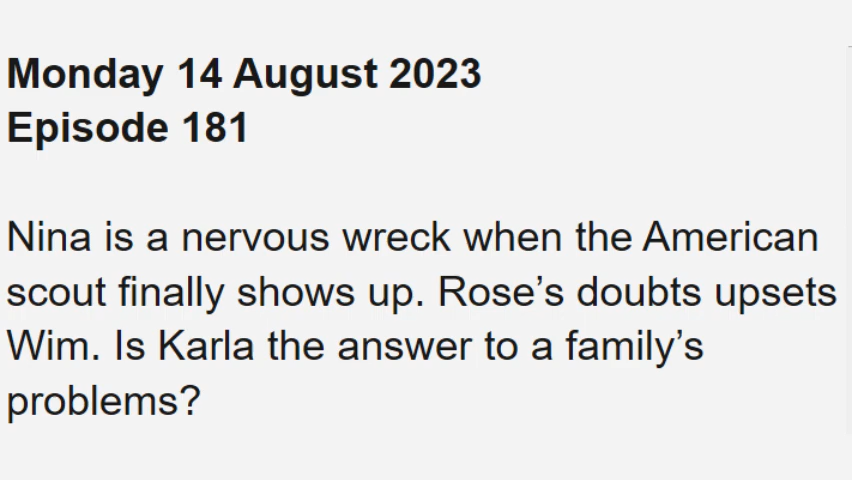 Monday 14 August 2023
Episode 181
Nina is a nervous wreck when the American
scout finally shows up. Rose’s doubts upsets
Wim. Is Karla the answer to a family’s
problems?